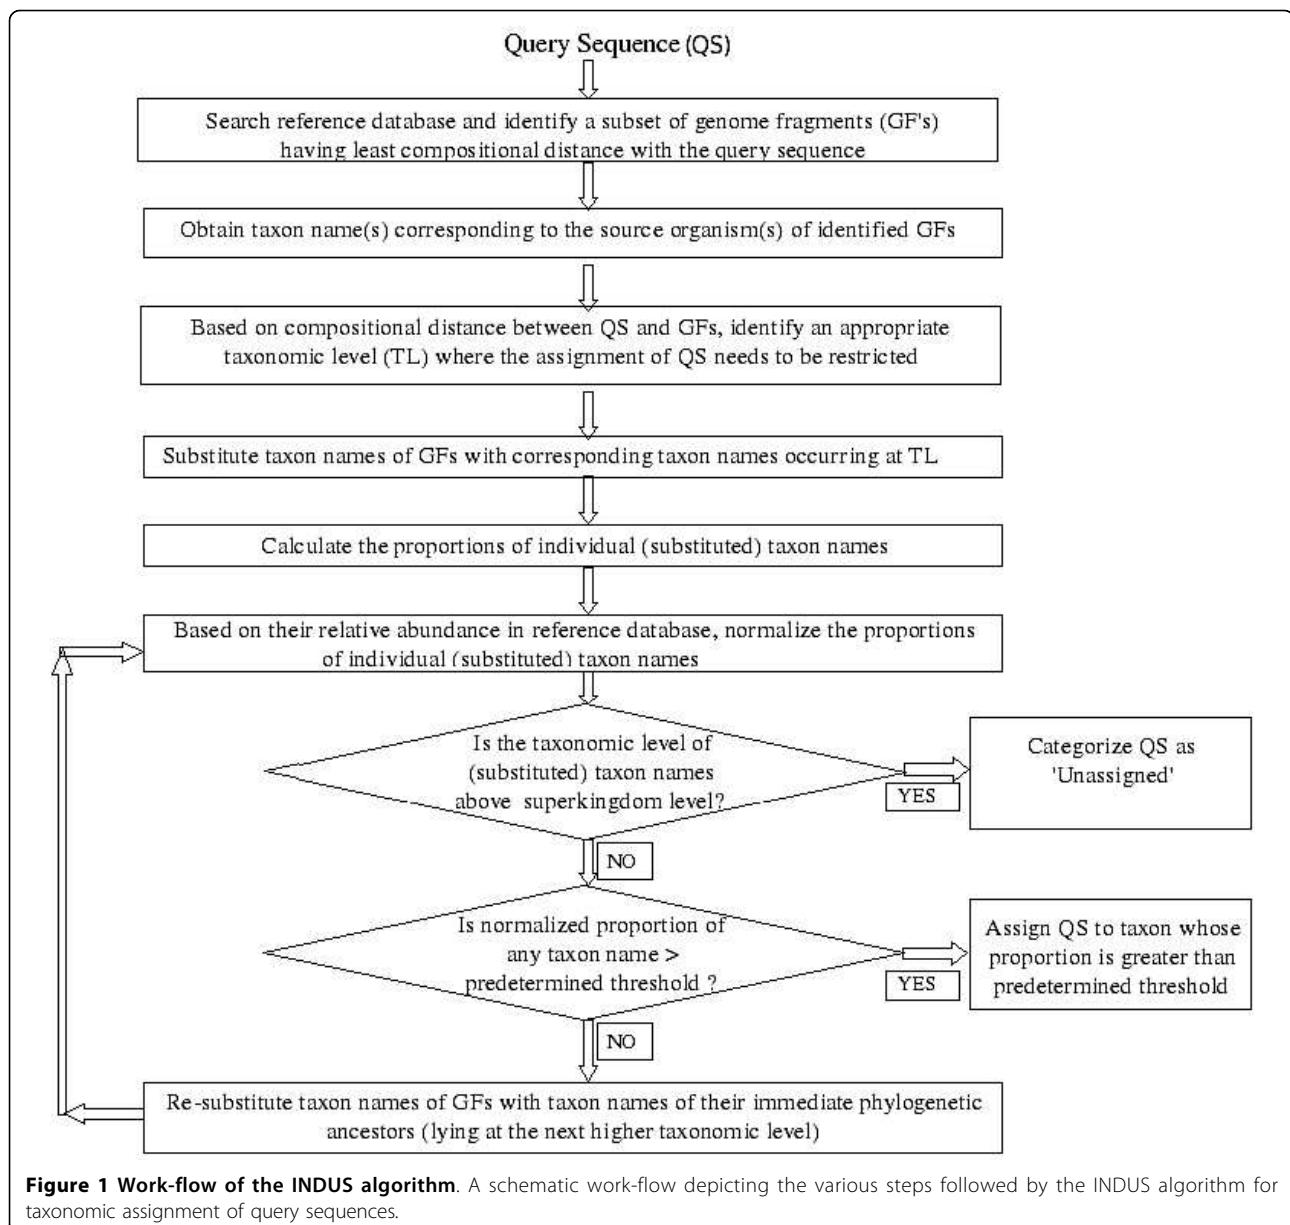 Query Sequence (QS)
Search reference database and identify a subset of genome fragments (GF's)
having least compositional distance with the query sequence
Obtain taxon name(s) corresponding to the source organism(s) of identified GFs
Based on compositional distance between QS and GFs, identify an appropriate
taxonomic level (TL) where the assignment of QS needs to be restricted
Substitute taxon names of GFs with corresponding taxon names occurring at TL
Calculate the proportions of individual (substituted) taxon names
Based on their relative abundance in reference database, normalize the proportions
of individual (substituted) taxon names
Is the taxonomic level of
(substituted) taxon names
above superkingdom level?
YES
Categorize QS as
'Unassigned'
NO
Is normalized proportion of
any taxon name >
predetermined threshold ?
YES
Assign QS to taxon whose
proportion is greater than
predetermined threshold
NO
Re-substitute taxon names of GFs with taxon names of their immediate phylogenetic
ancestors (lying at the next higher taxonomic level)
Figure 1 Work-flow of the INDUS algorithm. A schematic work-flow depicting the various steps followed by the INDUS algorithm for
taxonomic assignment of query sequences.